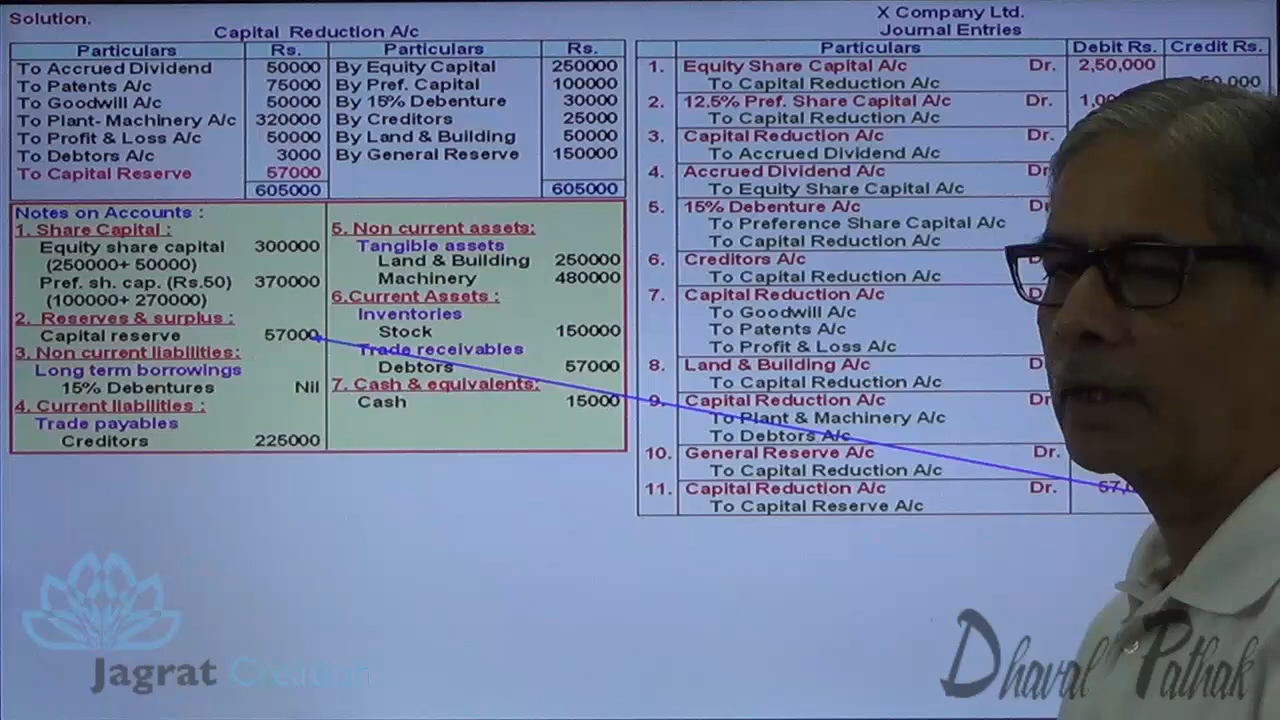 Solution.
Capital Reduction A/c
Particulars Rs. Particulars Rs.
To Accrued Dividend 50000 By Equity Capital 250000
To Patents A/c 75000 By Pref. Capital 100000
To Goodwill A/c 50000 By 15% Debenture 30000
To Plant- Machinery A/c 320000 By Creditors 25000
To Profit & Loss A/c 50000 By Land & Building 50000
To Debtors A/c 3000 By General Reserve 150000
To Capital Reserve 57000
605000 605000
Notes on Accounts :
1. Share Capital :
Equity share capital 300000
(250000+ 50000)
Pref. sh. cap. (Rs.50) 370000
(100000+ 270000)
2. Reserves & surplus :
Capital reserve 57000
3. Non current liabilities:
Long term borrowings
15% Debentures Nil
4. Current liabilities :
Trade payables
Creditors 225000
5. Non current assets:
Tangible assets
Land & Building 250000
Machinery 480000
6.Current Assets :
Inventories
Stock 150000
Trade receivables
Debtors 57000
7. Cash & equivalents:
Cash 15000
X Company Ltd.
Journal Entries
Particulars Debit Rs. Credit Rs.
1. Equity Share Capital A/c Dr. 2,50,000
To Capital Reduction A/c
2. 12.5% Pref. Share Capital A/c Dr.
To Capital Reduction A/c
3. Capital Reduction A/c Dr.
To Accrued Dividend A/c
4. Accrued Dividend A/c Dr
To Equity Share Capital A/c
5. 15% Debenture A/c
To Preference Share Capital A/c
To Capital Reduction A/c
6. Creditors A/c
To Capital Reduction A/c
7. Capital Reduction A/c
To Goodwill A/c
To Patents A/c
To Profit & Loss A/c
8. Land & Building A/c
To Capital Reduction A/c
9. Capital Reduction A/c
To Plant & Machinery A/c
To Debtors A/c
10. General Reserve A/c Dr.
To Capital Reduction A/c
11. Capital Reduction A/c Dr.
To Capital Reserve A/c
Jagrat Creation
Dhaval Pathak